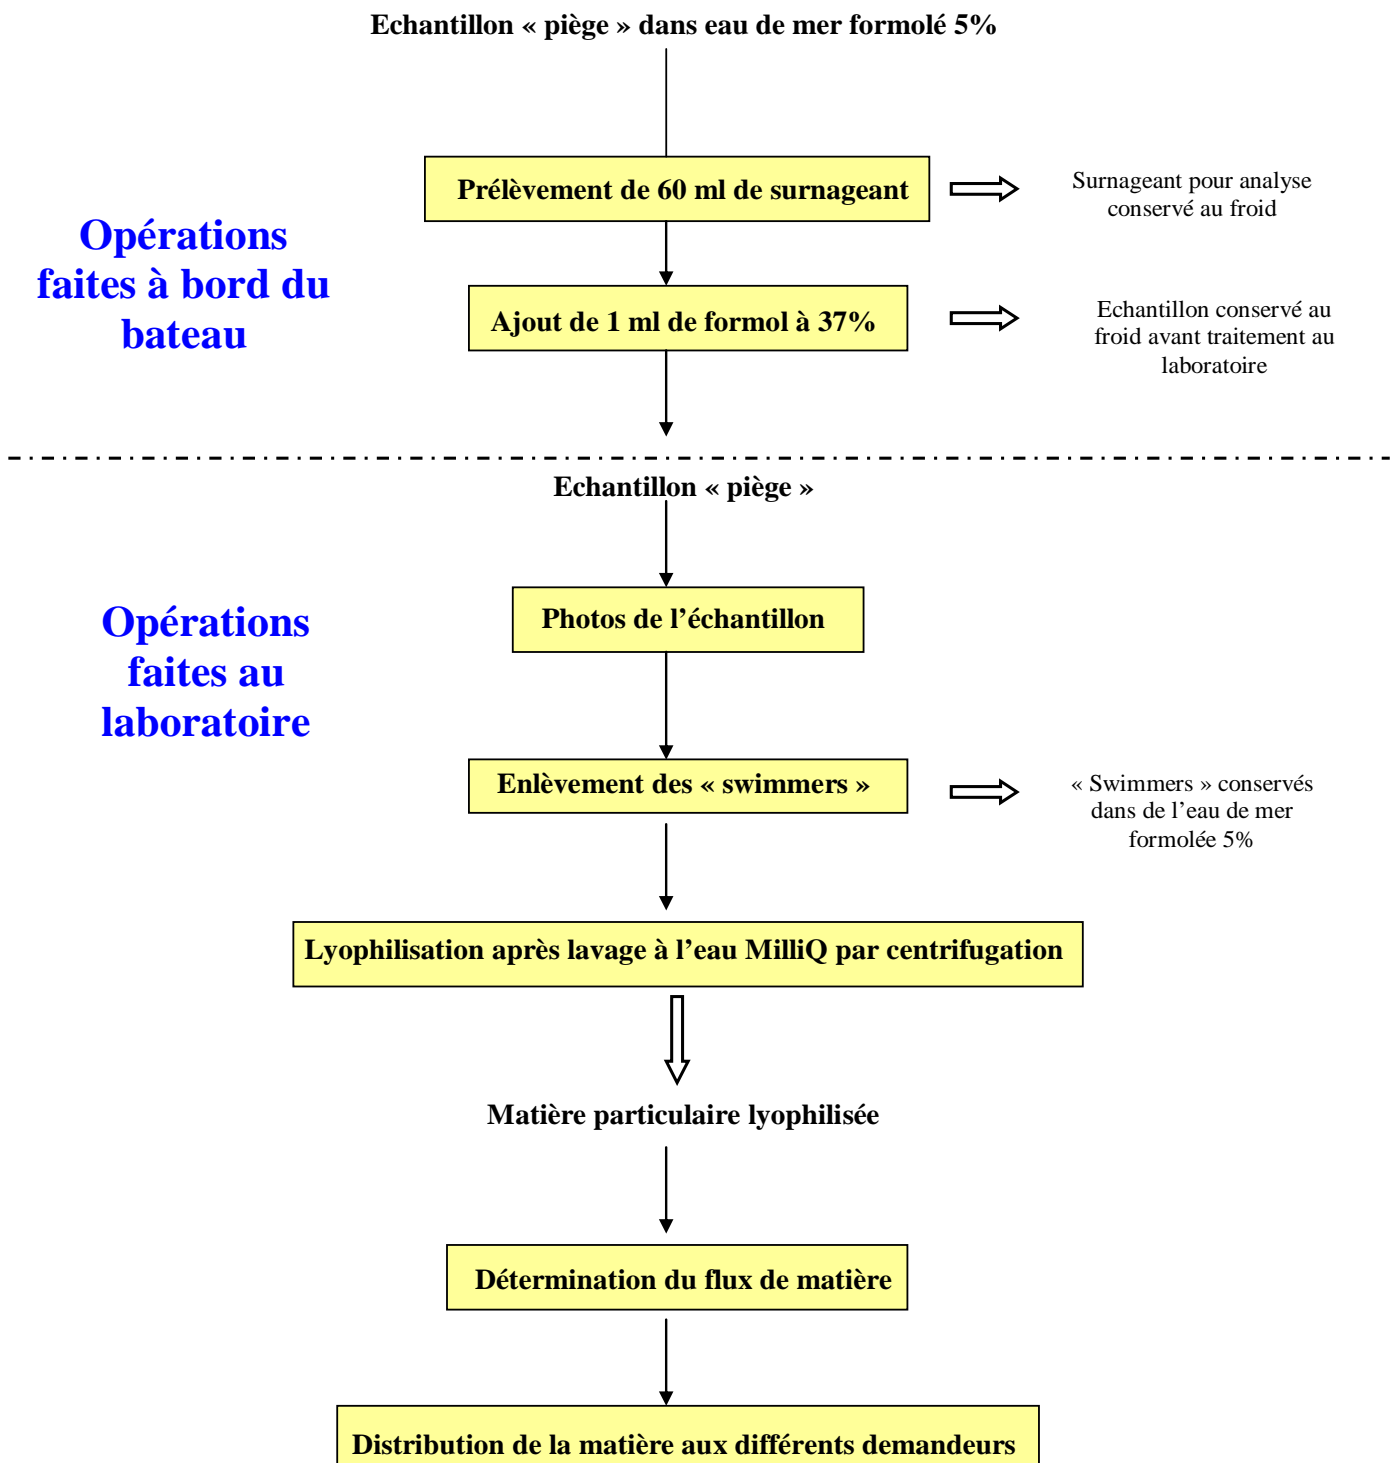 Echantillon « piège » dans eau de mer formolé 5%
Prélèvement de 60 ml de surnageant
Surnageant pour analyse
conservé au froid
Opérations
faites à bord du
bateau
Ajout de 1 ml de formol à 37%
Echantillon conservé au
froid avant traitement au
laboratoire
Echantillon « piège »
Opérations
faites au
laboratoire
Photos de l'échantillon
Enlèvement des « swimmers »
« Swimmers » conservés
dans de l'eau de mer
formolée 5%
Lyophilisation après lavage à l'eau MilliQ par centrifugation
Matière particulaire lyophilisée
Détermination du flux de matière
Distribution de la matière aux différents demandeurs